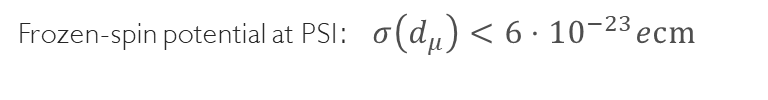 Frozen-spin potential at PSI: σ(d_μ) < 6 · 10⁻²³ ecm